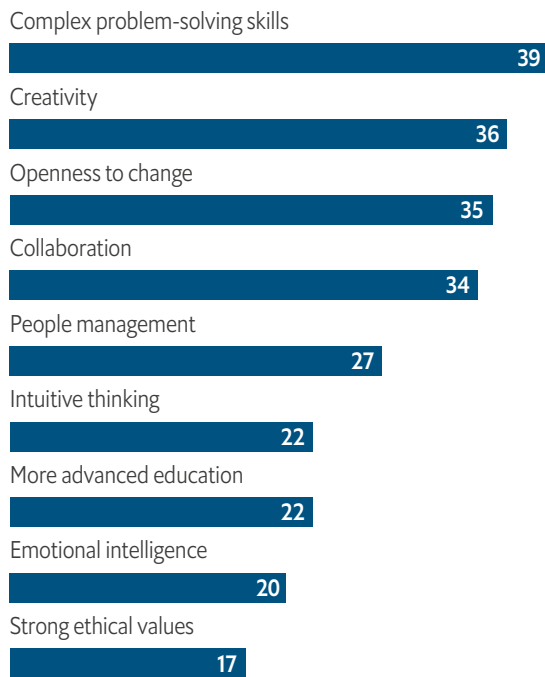 Complex problem-solving skills
39
Creativity
36
Openness to change
35
Collaboration
34
People management
27
Intuitive thinking
22
More advanced education
22
Emotional intelligence
20
Strong ethical values
17